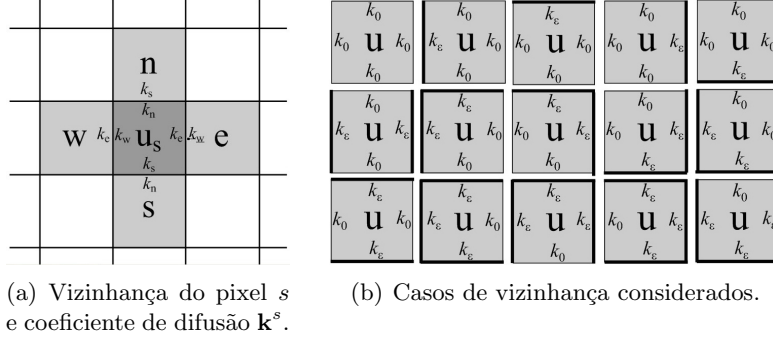 n
k_s
k_n
w k_e k_w u_s k_e k_w e
k_s
k_n
s
(a) Vizinhança do pixel s
e coeficiente de difusão k^s.
k_0 k_0 k_ε k_0 k_0
k_0 u k_0 k_ε u k_0 k_0 u k_0 k_0 u k_ε k_0 u k_0
k_0 k_0 k_0 k_0 k_ε
k_0 k_ε k_ε k_0 k_0
k_ε u k_ε k_ε u k_0 k_0 u k_ε k_0 u k_ε k_ε u k_0
k_0 k_0 k_0 k_ε k_ε
k_ε k_ε k_ε k_ε k_0
k_0 u k_0 k_ε u k_0 k_ε u k_ε k_0 u k_ε k_ε u k_ε
k_ε k_ε k_0 k_ε k_ε
(b) Casos de vizinhança considerados.